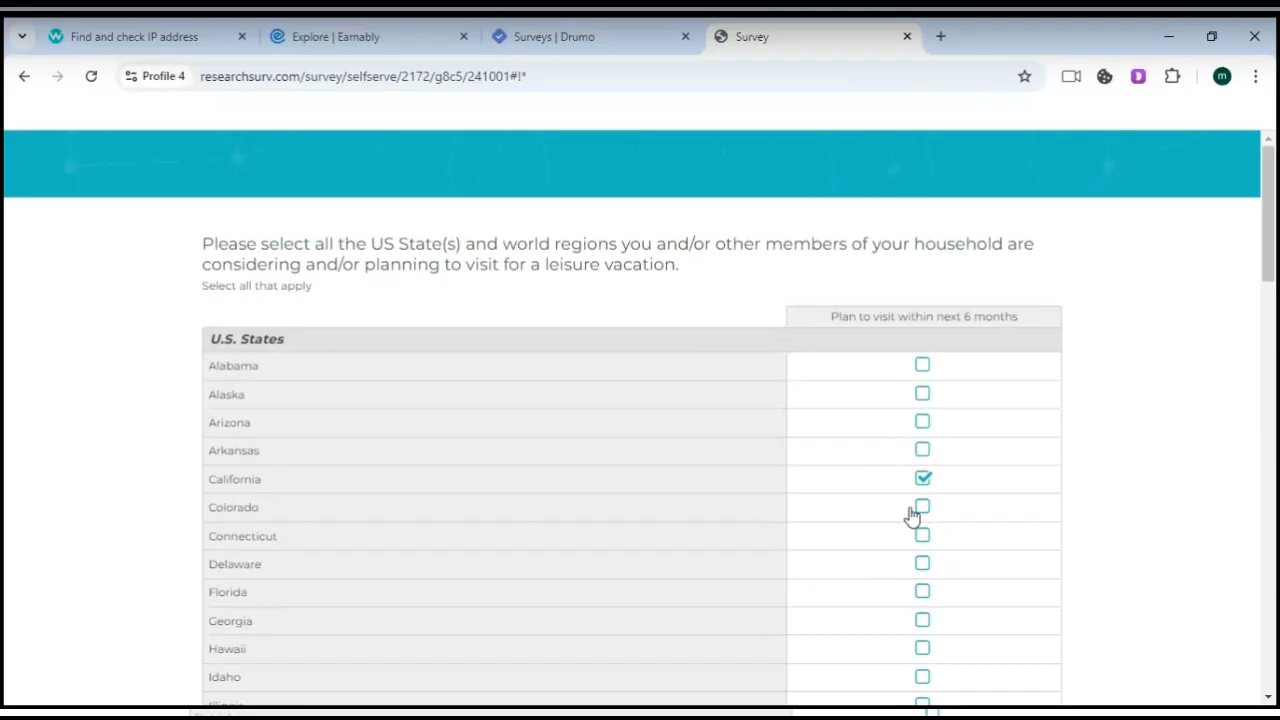 Find and check IP address
Explore | Earnably
Surveys | Drumo
Survey
Profile 4
researchsurv.com/survey/selfserve/2172/g8c5/241001#!*
m
Please select all the US State(s) and world regions you and/or other members of your household are
considering and/or planning to visit for a leisure vacation.
Select all that apply
Plan to visit within next 6 months
U.S. States
Alabama
Alaska
Arizona
Arkansas
California
Colorado
Connecticut
Delaware
Florida
Georgia
Hawaii
Idaho
Illinois